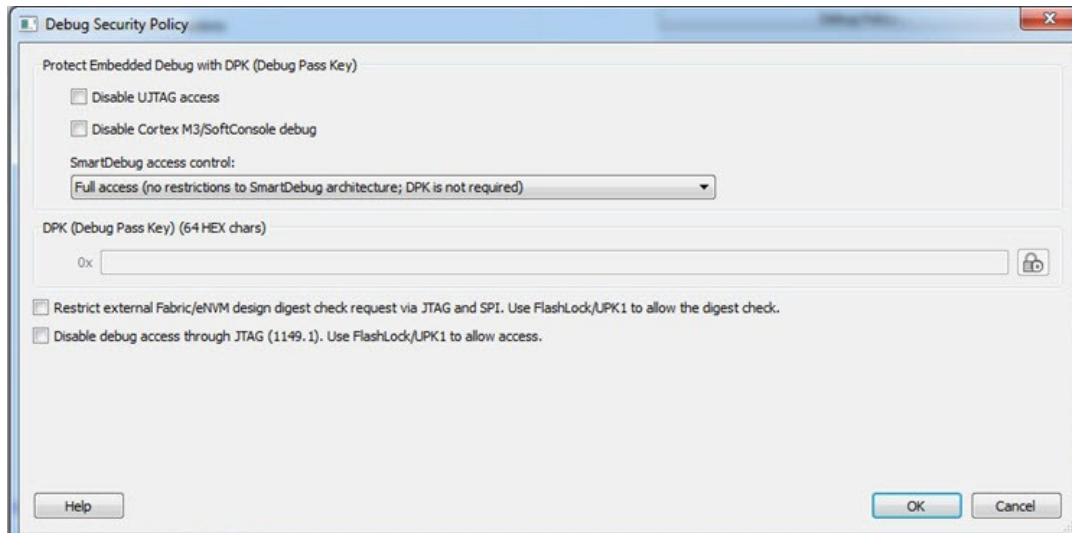 Debug Security Policy
Protect Embedded Debug with DPK (Debug Pass Key)
Disable UJTAG access
Disable Cortex M3/SoftConsole debug
SmartDebug access control:
Full access (no restrictions to SmartDebug architecture; DPK is not required)
DPK (Debug Pass Key) (64 HEX chars)
0x
Restrict external Fabric/eNVM design digest check request via JTAG and SPI. Use FlashLock/UPK1 to allow the digest check.
Disable debug access through JTAG (1149.1). Use FlashLock/UPK1 to allow access.
Help
OK
Cancel